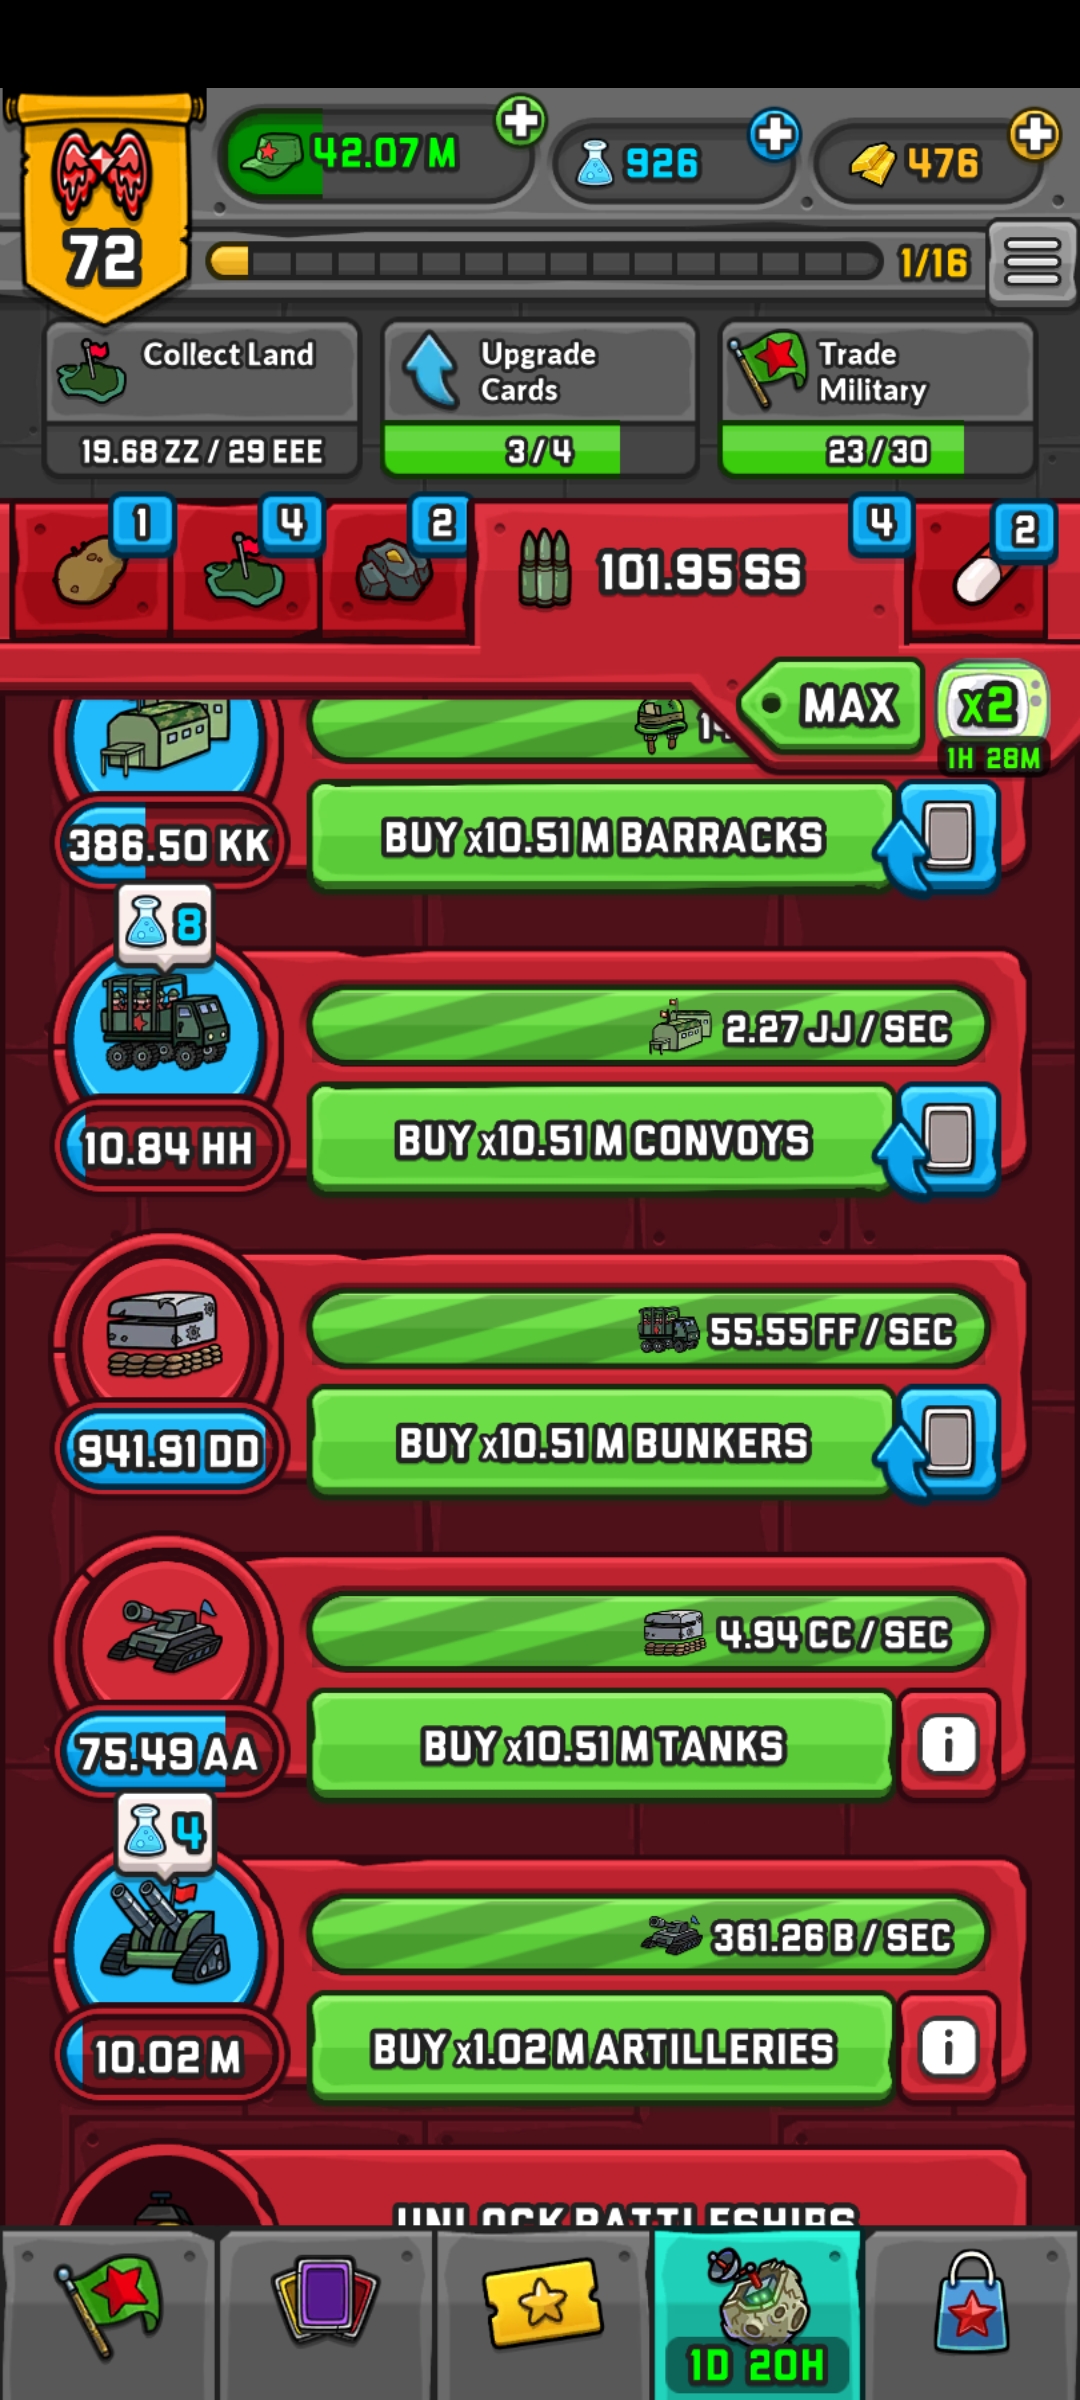 42.07 M
926
476
72
1/16
Collect Land
19.68 ZZ / 29 EEE
Upgrade
Cards
3/4
Trade
Military
23/30
1
4
2
101.95 SS
4
2
MAX
x2
1H 28M
386.50 KK
BUY x10.51 M BARRACKS
8
2.27 JJ / SEC
10.84 HH
BUY x10.51 M CONVOYS
55.55 FF / SEC
941.91 DD
BUY x10.51 M BUNKERS
4.94 CC / SEC
75.49 AA
BUY x10.51 M TANKS
i
4
361.26 B / SEC
10.02 M
BUY x1.02 M ARTILLERIES
i
UNLOCK BATTLESHIPS
1D 20H